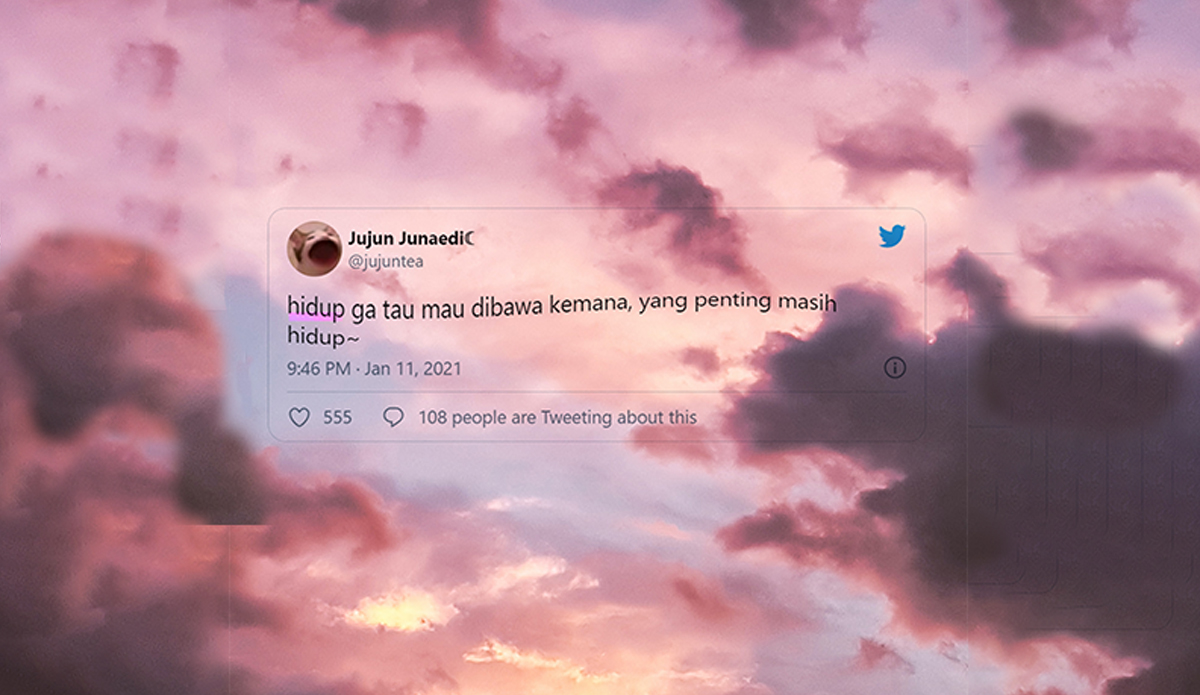 Jujun Junaedi☾
@jujuntea
hidup ga tau mau dibawa kemana, yang penting masih
hidup~
9:46 PM · Jan 11, 2021
555 108 people are Tweeting about this